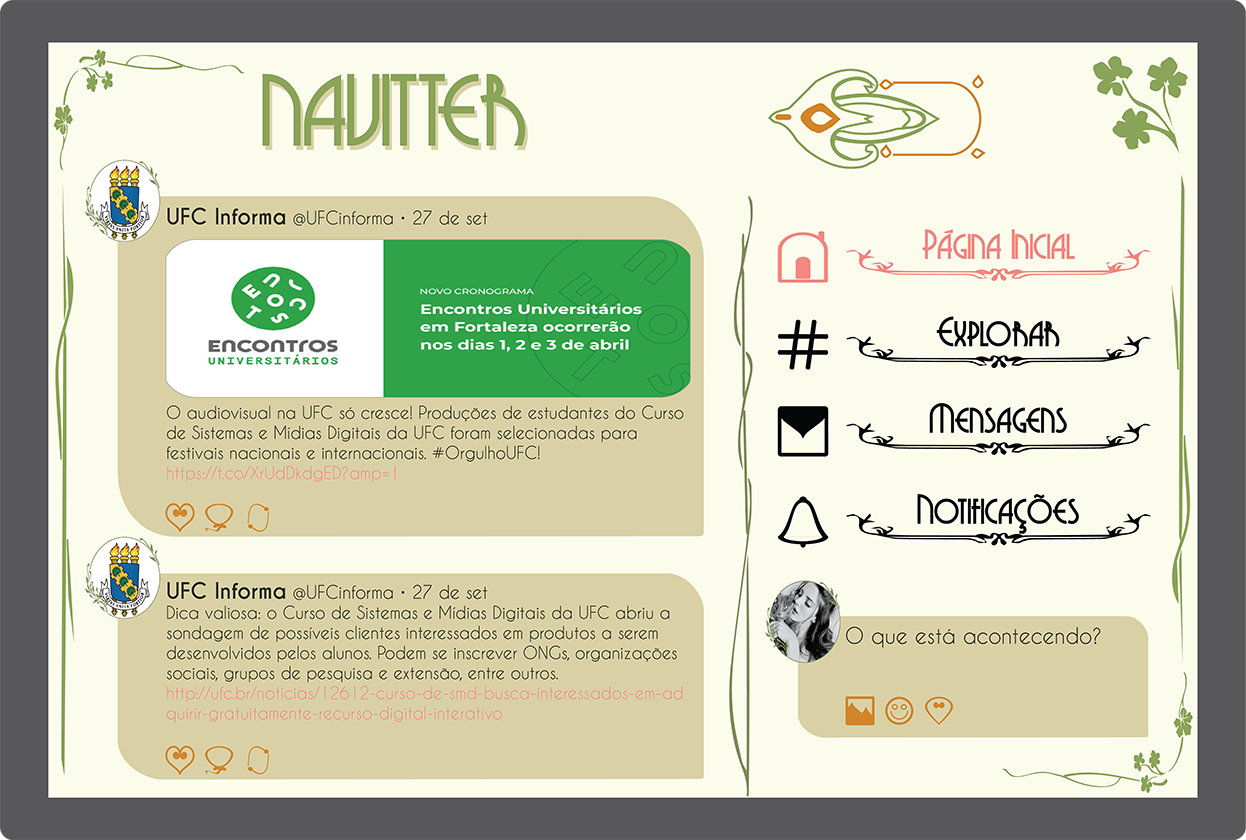 NAVITTER
UFC Informa @UFCinforma • 27 de set
ENCONTROS
UNIVERSITÁRIOS
NOVO CRONOGRAMA
Encontros Universitários
em Fortaleza ocorrerão
nos dias 1, 2 e 3 de abril
O audiovisual na UFC só cresce! Produções de estudantes do Curso
de Sistemas e Mídias Digitais da UFC foram selecionadas para
festivais nacionais e internacionais. #OrgulhoUFC!
https://t.co/XrUdDkdgED?amp=1
UFC Informa @UFCinforma • 27 de set
Dica valiosa: o Curso de Sistemas e Mídias Digitais da UFC abriu a
sondagem de possíveis clientes interessados em produtos a serem
desenvolvidos pelos alunos. Podem se inscrever ONGs, organizações
sociais, grupos de pesquisa e extensão, entre outros.
http://ufc.br/noticias/12612-curso-de-smd-busca-interessados-em-ad
quirir-gratuitamente-recurso-digital-interativo
Página Inicial
Explorar
Mensagens
Notificações
O que está acontecendo?